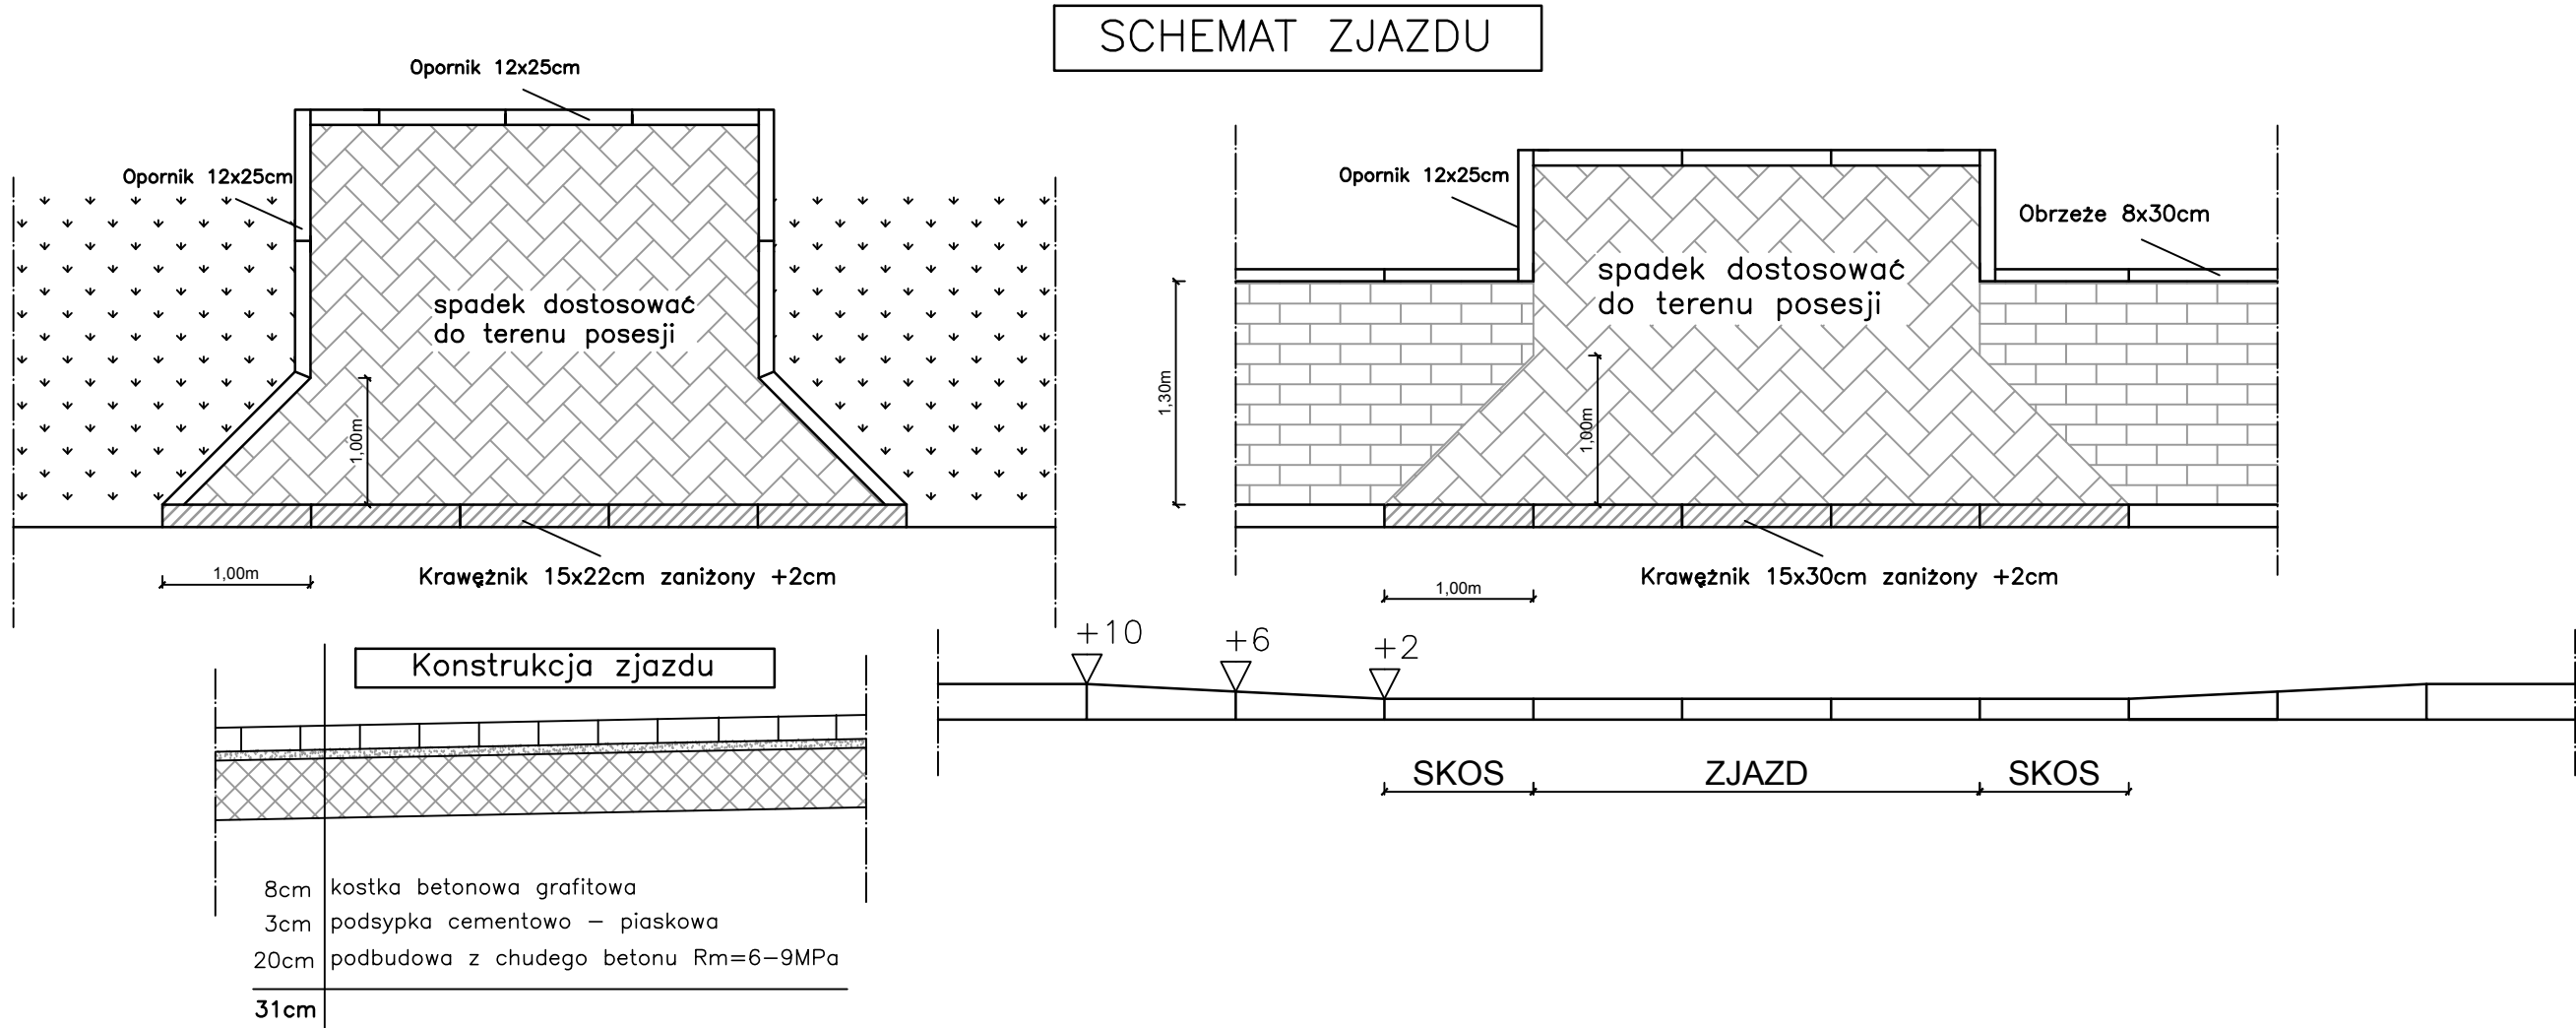 SCHEMAT ZJAZDU
Opornik 12x25cm
Opornik 12x25cm
spadek dostosować
do terenu posesji
1,00m
1,00m
Krawężnik 15x22cm zaniżony +2cm
Opornik 12x25cm
Obrzeże 8x30cm
spadek dostosować
do terenu posesji
1,30m
1,00m
1,00m
Krawężnik 15x30cm zaniżony +2cm
Konstrukcja zjazdu
8cm kostka betonowa grafitowa
3cm podsypka cementowo – piaskowa
20cm podbudowa z chudego betonu Rm=6–9MPa
31cm
+10
+6
+2
SKOS ZJAZD SKOS